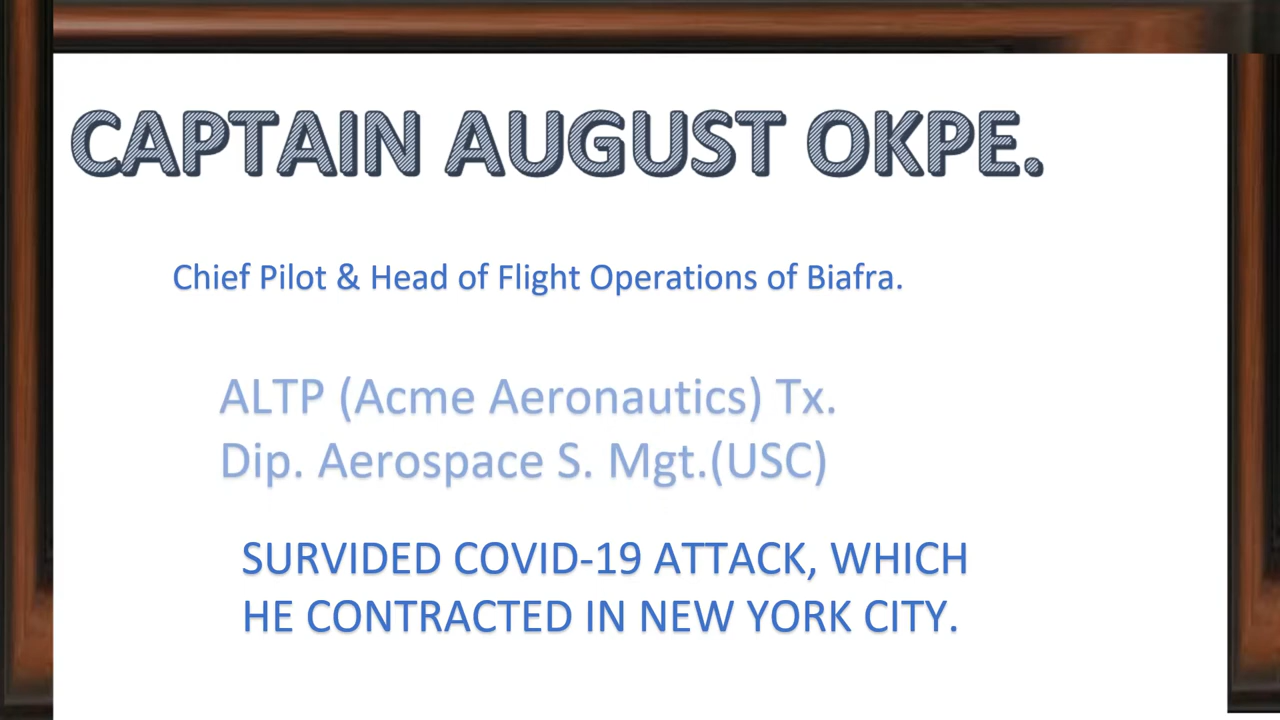 CAPTAIN AUGUST OKPE.
Chief Pilot & Head of Flight Operations of Biafra.
ALTP (Acme Aeronautics) Tx.
Dip. Aerospace S. Mgt.(USC)
SURVIDED COVID-19 ATTACK, WHICH
HE CONTRACTED IN NEW YORK CITY.